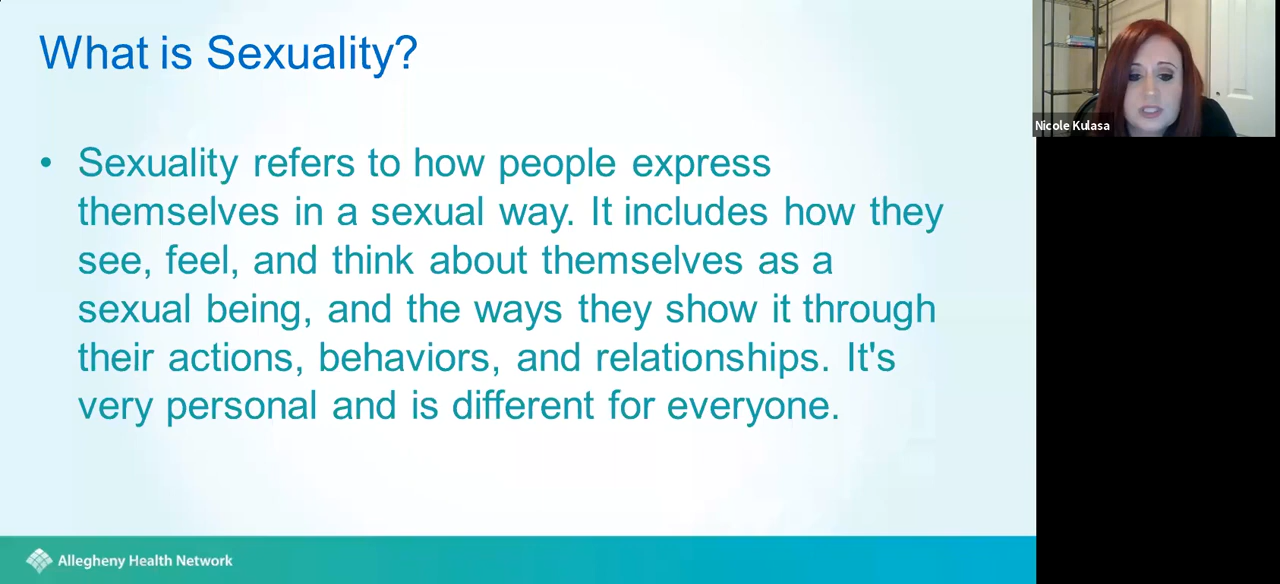 What is Sexuality?
• Sexuality refers to how people express
themselves in a sexual way. It includes how they
see, feel, and think about themselves as a
sexual being, and the ways they show it through
their actions, behaviors, and relationships. It's
very personal and is different for everyone.
Allegheny Health Network
Nicole Kulasa